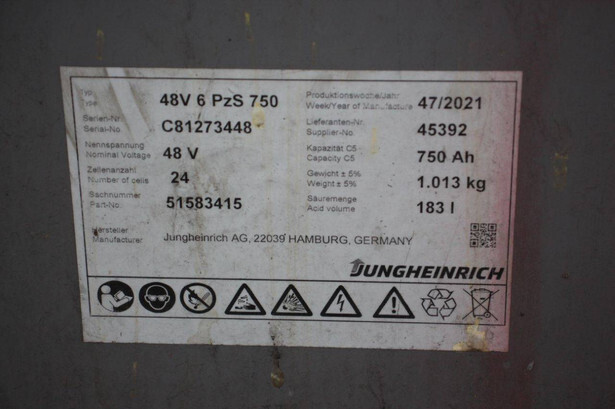 Typ 48V 6 PzS 750 Produktionswoche/Jahr 47/2021
Type Week/Year of Manufacture
Serien-Nr. C81273448 Lieferanten-Nr. 45392
Serial-No. Supplier-No.
Nennspannung 48 V Kapazität C5 750 Ah
Nominal Voltage Capacity C5
Zellenanzahl 24 Gewicht ± 5% 1.013 kg
Number of cells Weight ± 5%
Sachnummer 51583415 Säuremenge 183 l
Part-No. Acid volume
Hersteller Jungheinrich AG, 22039 HAMBURG, GERMANY
Manufacturer
JUNGHEINRICH